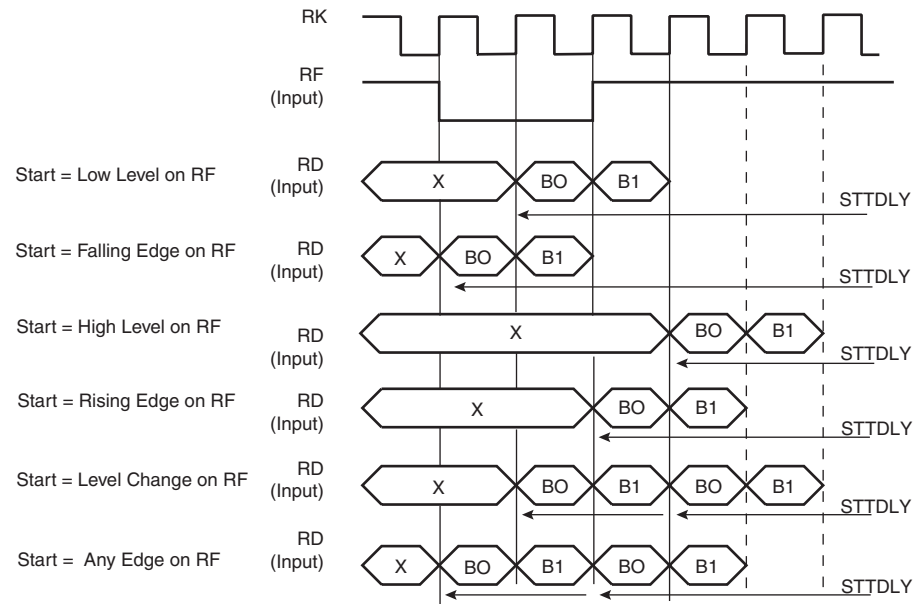 RK
RF
(Input)
Start = Low Level on RF
RD
(Input)
X
BO
B1
STTDLY
Start = Falling Edge on RF
RD
(Input)
X
BO
B1
STTDLY
Start = High Level on RF
RD
(Input)
X
BO
B1
STTDLY
Start = Rising Edge on RF
RD
(Input)
X
BO
B1
STTDLY
Start = Level Change on RF
RD
(Input)
X
BO
B1
BO
B1
STTDLY
Start = Any Edge on RF
RD
(Input)
X
BO
B1
BO
B1
STTDLY